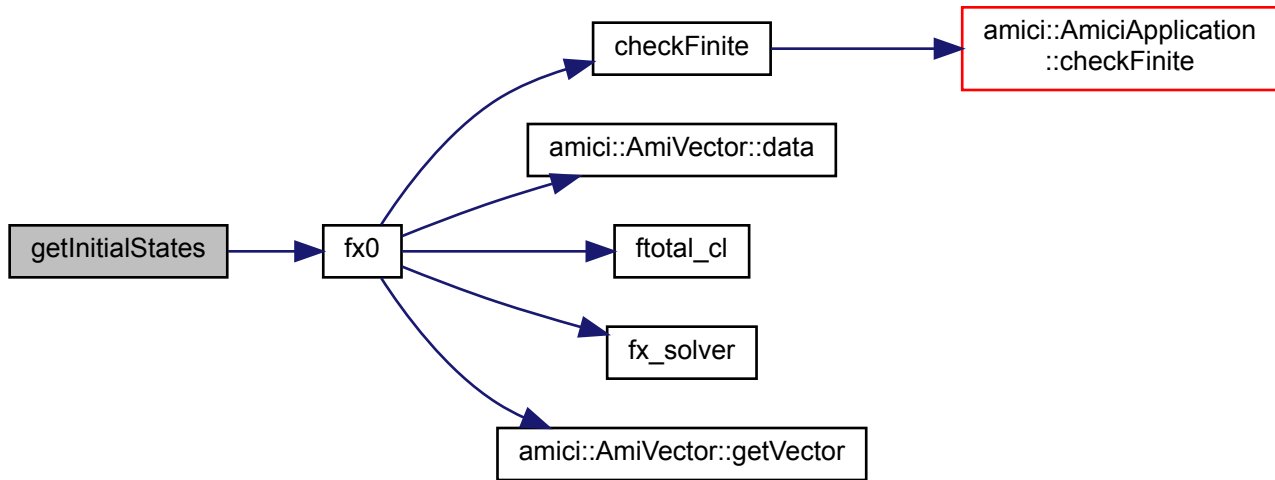 getInitialStates
fx0
checkFinite
amici::AmiciApplication
::checkFinite
amici::AmiVector::data
ftotal_cl
fx_solver
amici::AmiVector::getVector